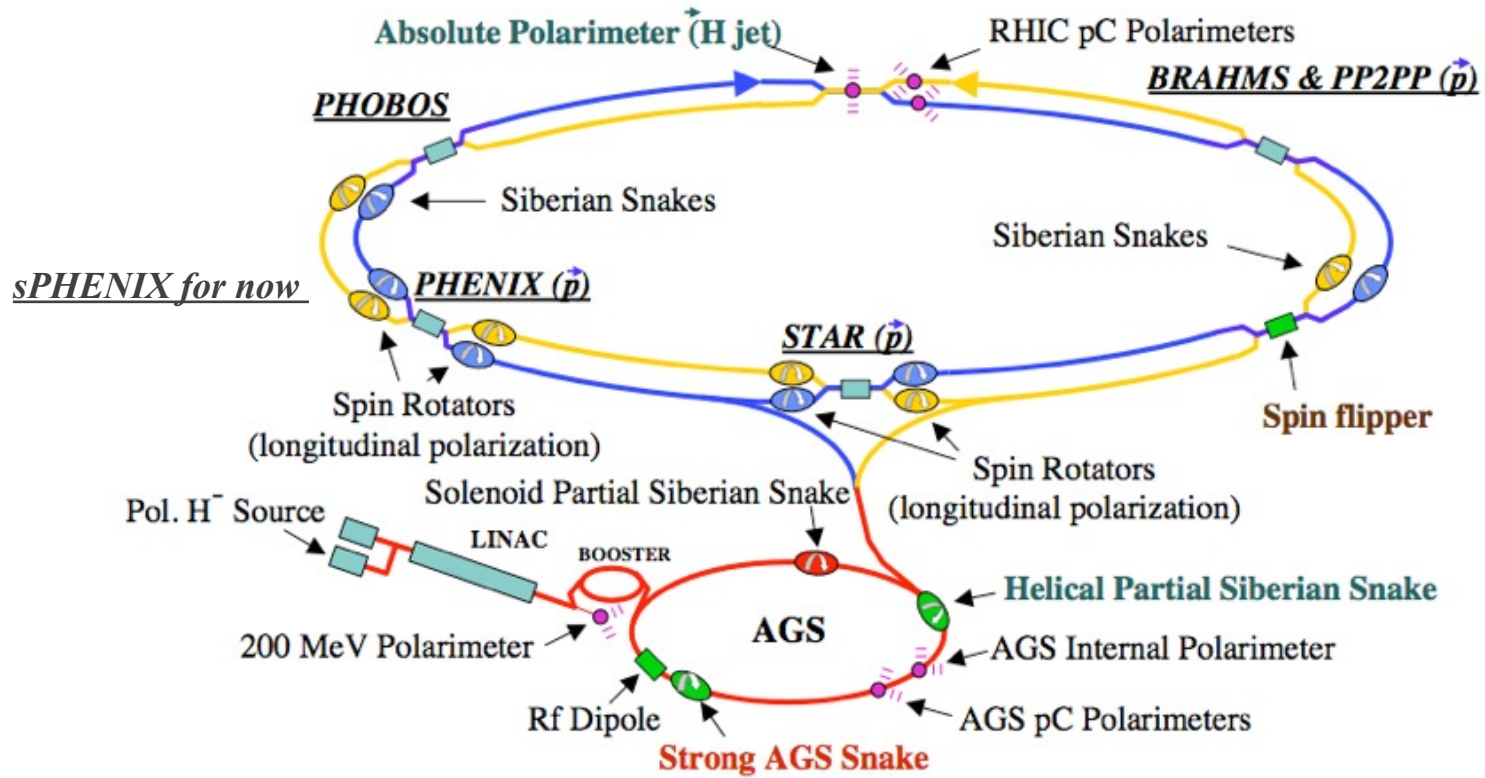 Absolute Polarimeter (H jet)
RHIC pC Polarimeters
BRAHMS & PP2PP (p)
PHOBOS
Siberian Snakes
Siberian Snakes
sPHENIX for now
PHENIX (p)
STAR (p)
Spin Rotators
(longitudinal polarization)
Spin flipper
Spin Rotators
(longitudinal polarization)
Solenoid Partial Siberian Snake
Pol. H⁻ Source
LINAC
BOOSTER
Helical Partial Siberian Snake
AGS
200 MeV Polarimeter
AGS Internal Polarimeter
Rf Dipole
AGS pC Polarimeters
Strong AGS Snake